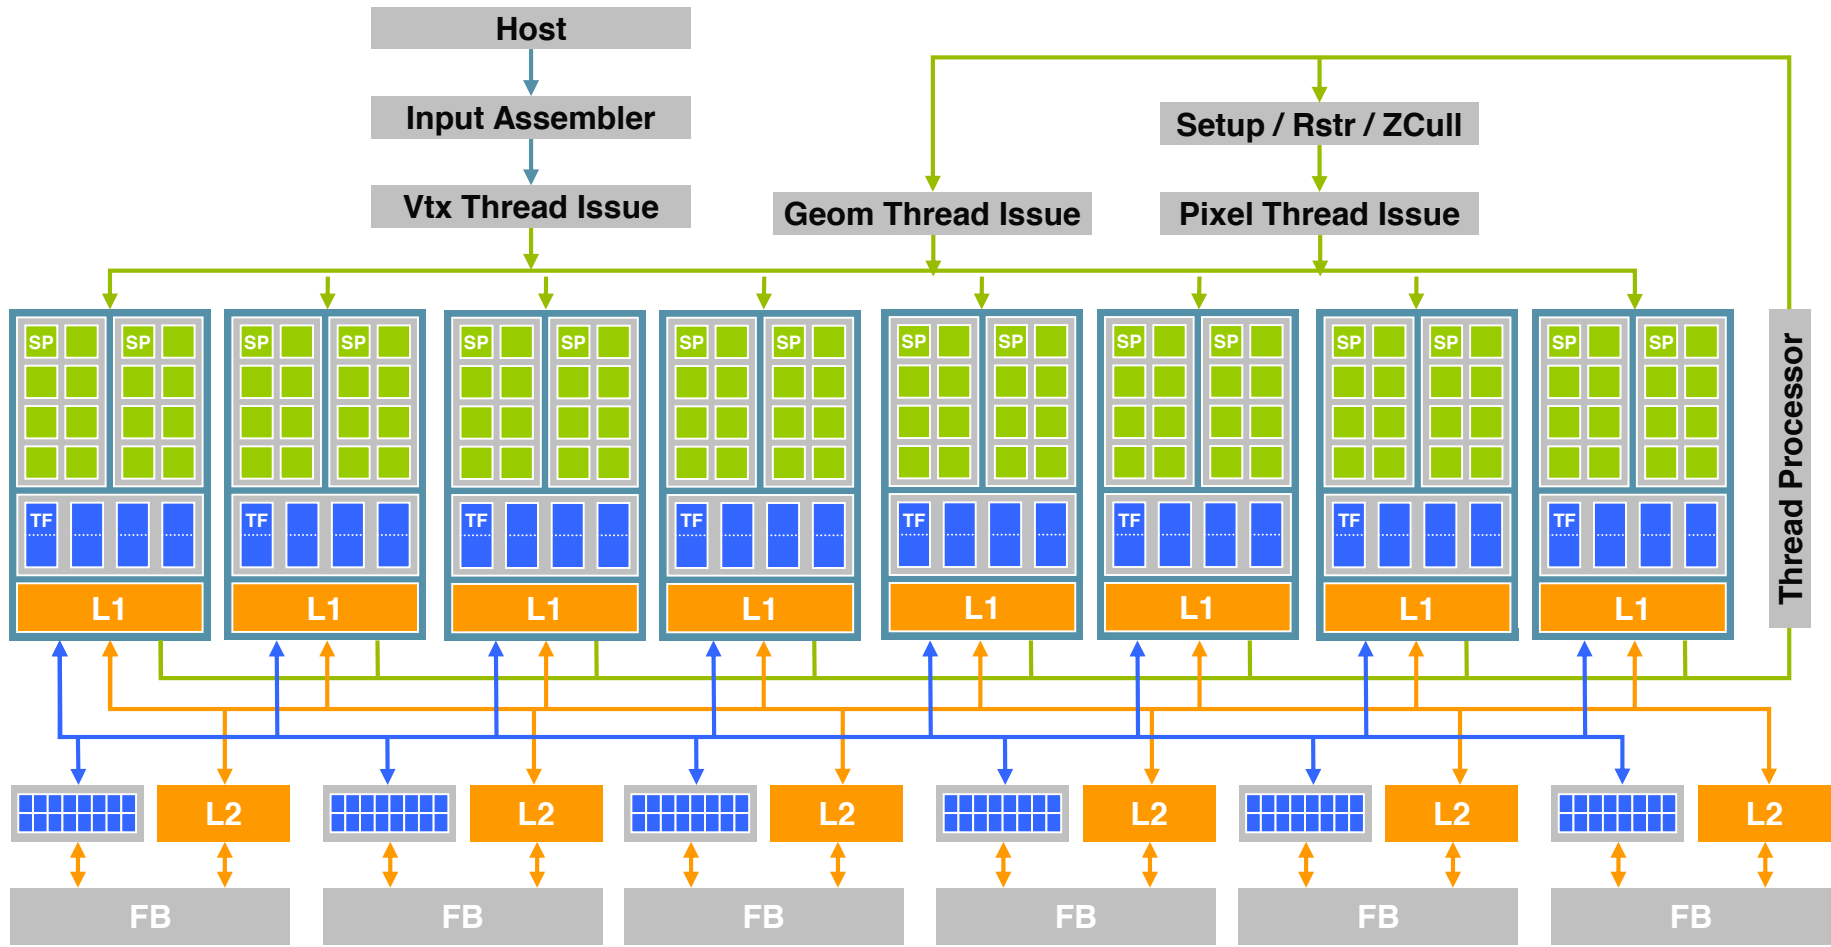 Host
Input Assembler
Setup / Rstr / ZCull
Vtx Thread Issue
Geom Thread Issue
Pixel Thread Issue
SP SP SP SP SP SP SP SP SP SP SP SP SP SP SP SP
Thread Processor
TF TF TF TF TF TF TF TF
L1 L1 L1 L1 L1 L1 L1 L1
L2 L2 L2 L2 L2 L2
FB FB FB FB FB FB